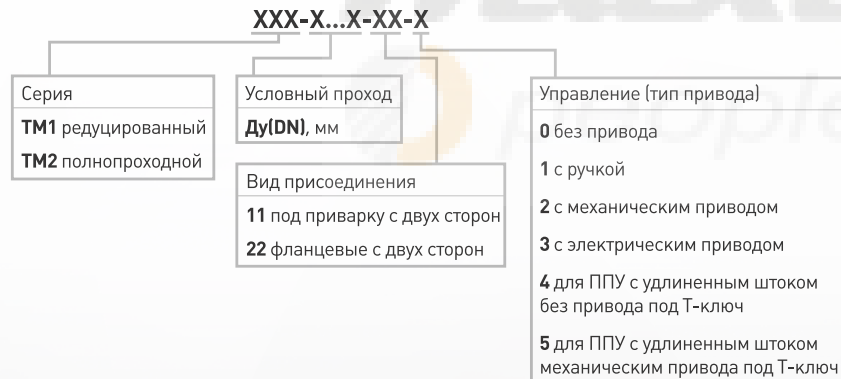 XXX-X...X-XX-X
Серия
ТМ1 редуцированный
ТМ2 полнопроходной
Условный проход
Ду(DN), мм
Вид присоединения
11 под приварку с двух сторон
22 фланцевые с двух сторон
Управление (тип привода)
0 без привода
1 с ручкой
2 с механическим приводом
3 с электрическим приводом
4 для ППУ с удлиненным штоком
без привода под Т-ключ
5 для ППУ с удлиненным штоком
механическим привода под Т-ключ
people